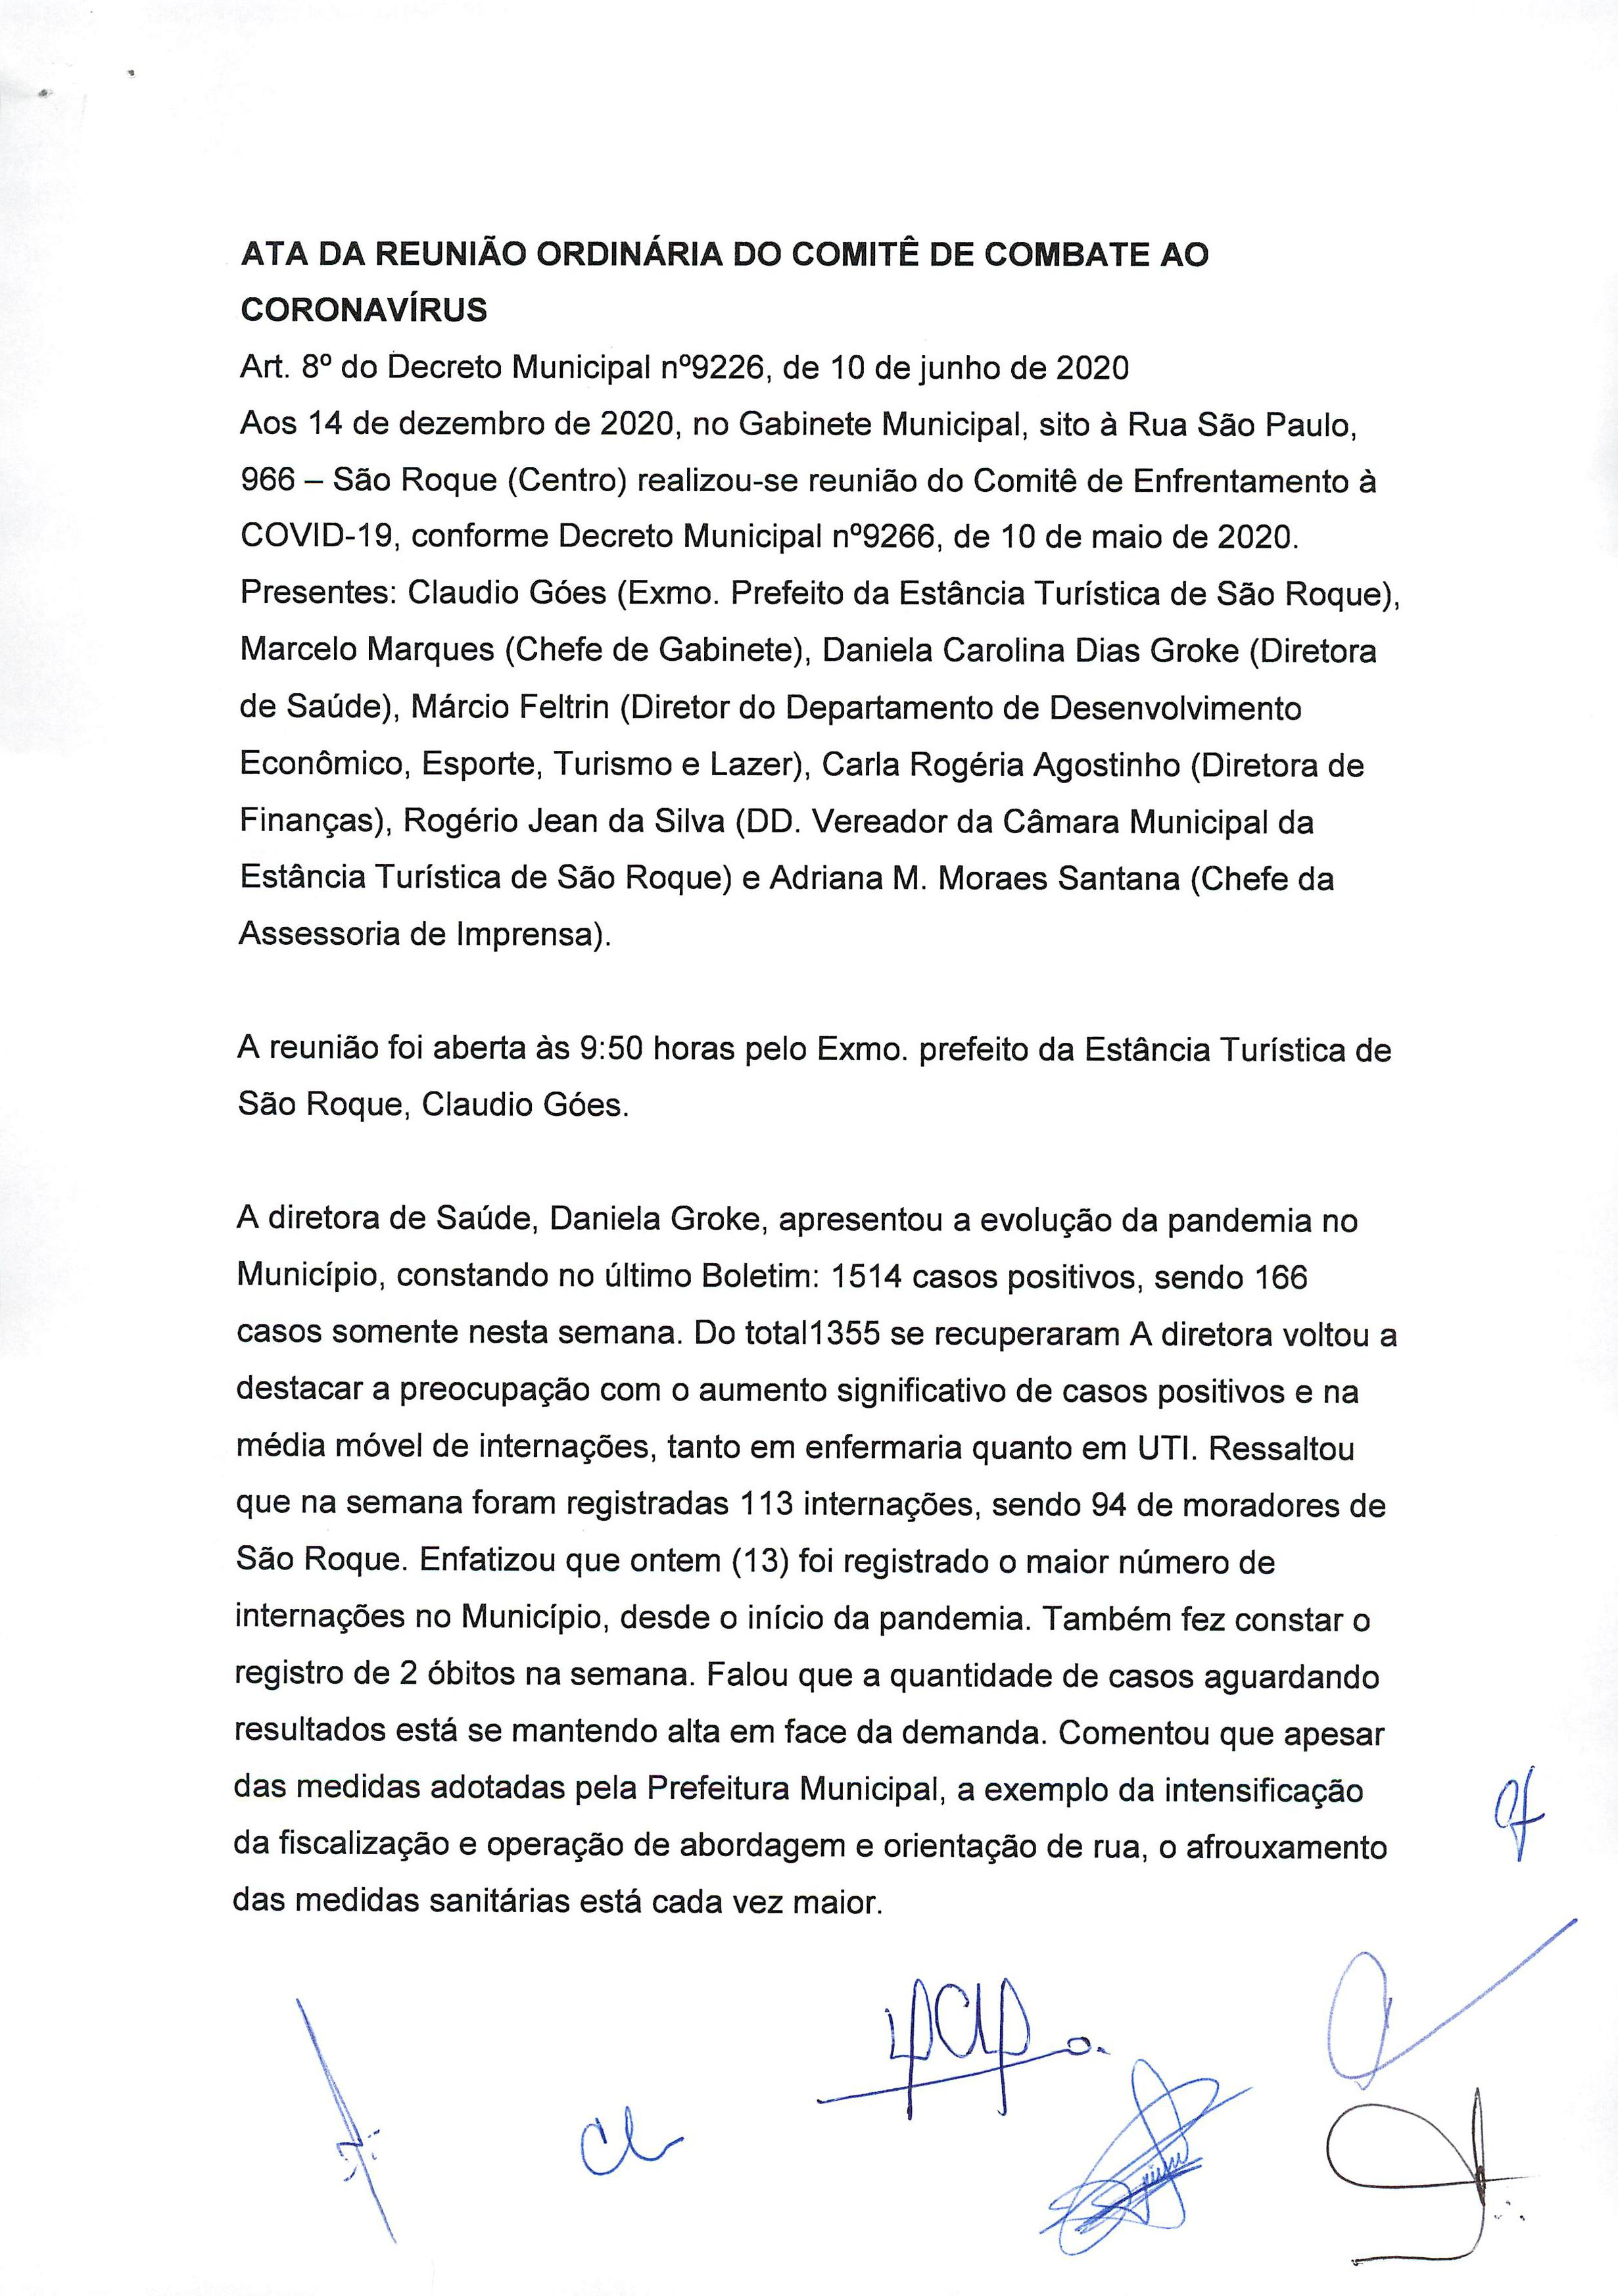 ATA DA REUNIÃO ORDINÁRIA DO COMITÊ DE COMBATE AO
CORONAVÍRUS
Art. 8º do Decreto Municipal nº9226, de 10 de junho de 2020
Aos 14 de dezembro de 2020, no Gabinete Municipal, sito à Rua São Paulo,
966 – São Roque (Centro) realizou-se reunião do Comitê de Enfrentamento à
COVID-19, conforme Decreto Municipal nº9266, de 10 de maio de 2020.
Presentes: Claudio Góes (Exmo. Prefeito da Estância Turística de São Roque),
Marcelo Marques (Chefe de Gabinete), Daniela Carolina Dias Groke (Diretora
de Saúde), Márcio Feltrin (Diretor do Departamento de Desenvolvimento
Econômico, Esporte, Turismo e Lazer), Carla Rogéria Agostinho (Diretora de
Finanças), Rogério Jean da Silva (DD. Vereador da Câmara Municipal da
Estância Turística de São Roque) e Adriana M. Moraes Santana (Chefe da
Assessoria de Imprensa).
A reunião foi aberta às 9:50 horas pelo Exmo. prefeito da Estância Turística de
São Roque, Claudio Góes.
A diretora de Saúde, Daniela Groke, apresentou a evolução da pandemia no
Município, constando no último Boletim: 1514 casos positivos, sendo 166
casos somente nesta semana. Do total1355 se recuperaram A diretora voltou a
destacar a preocupação com o aumento significativo de casos positivos e na
média móvel de internações, tanto em enfermaria quanto em UTI. Ressaltou
que na semana foram registradas 113 internações, sendo 94 de moradores de
São Roque. Enfatizou que ontem (13) foi registrado o maior número de
internações no Município, desde o início da pandemia. Também fez constar o
registro de 2 óbitos na semana. Falou que a quantidade de casos aguardando
resultados está se mantendo alta em face da demanda. Comentou que apesar
das medidas adotadas pela Prefeitura Municipal, a exemplo da intensificação
da fiscalização e operação de abordagem e orientação de rua, o afrouxamento
das medidas sanitárias está cada vez maior.